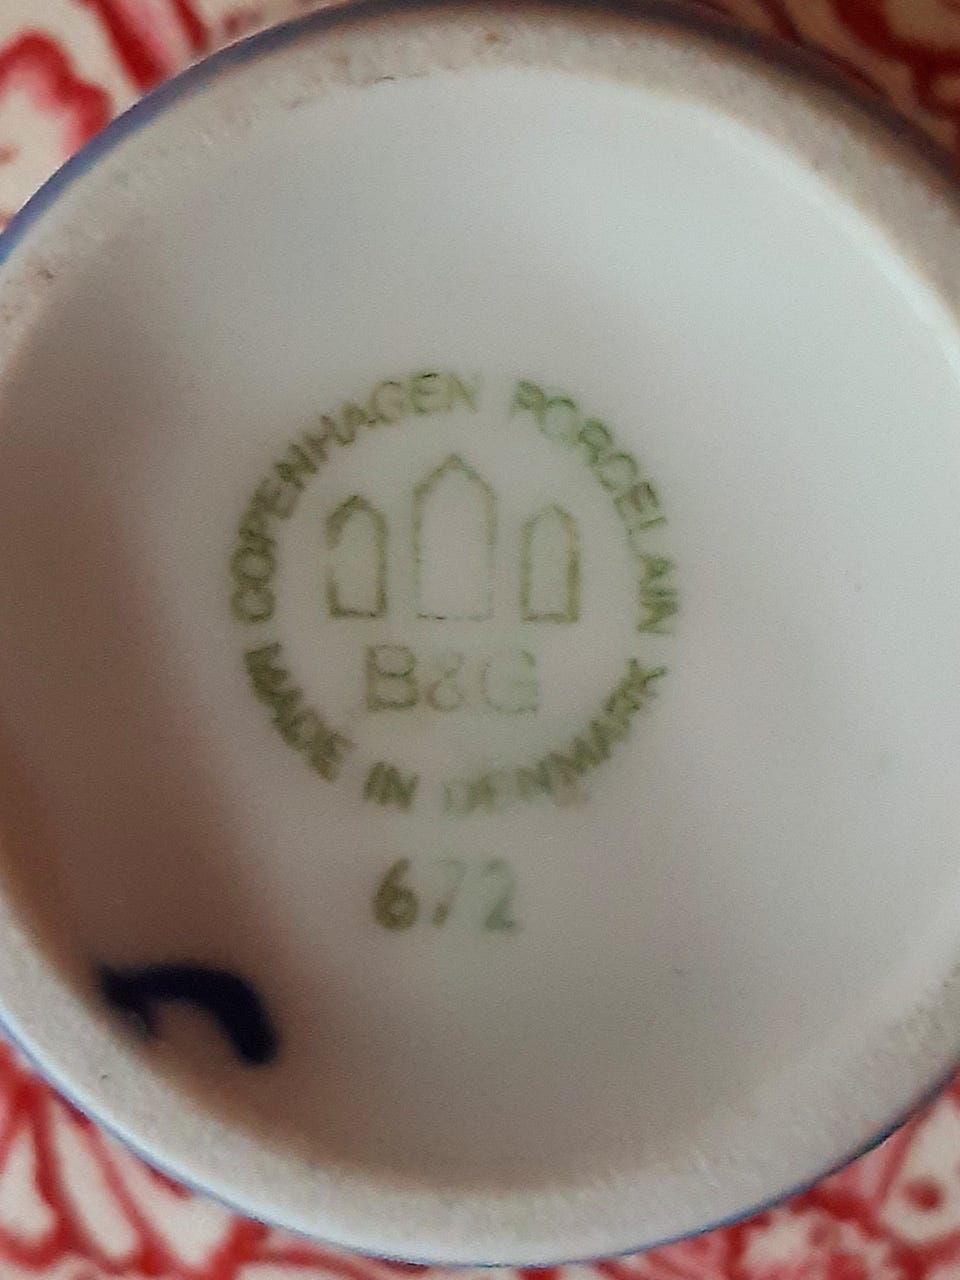 COPENHAGEN PORCELAIN
B&G
MADE IN DENMARK
672